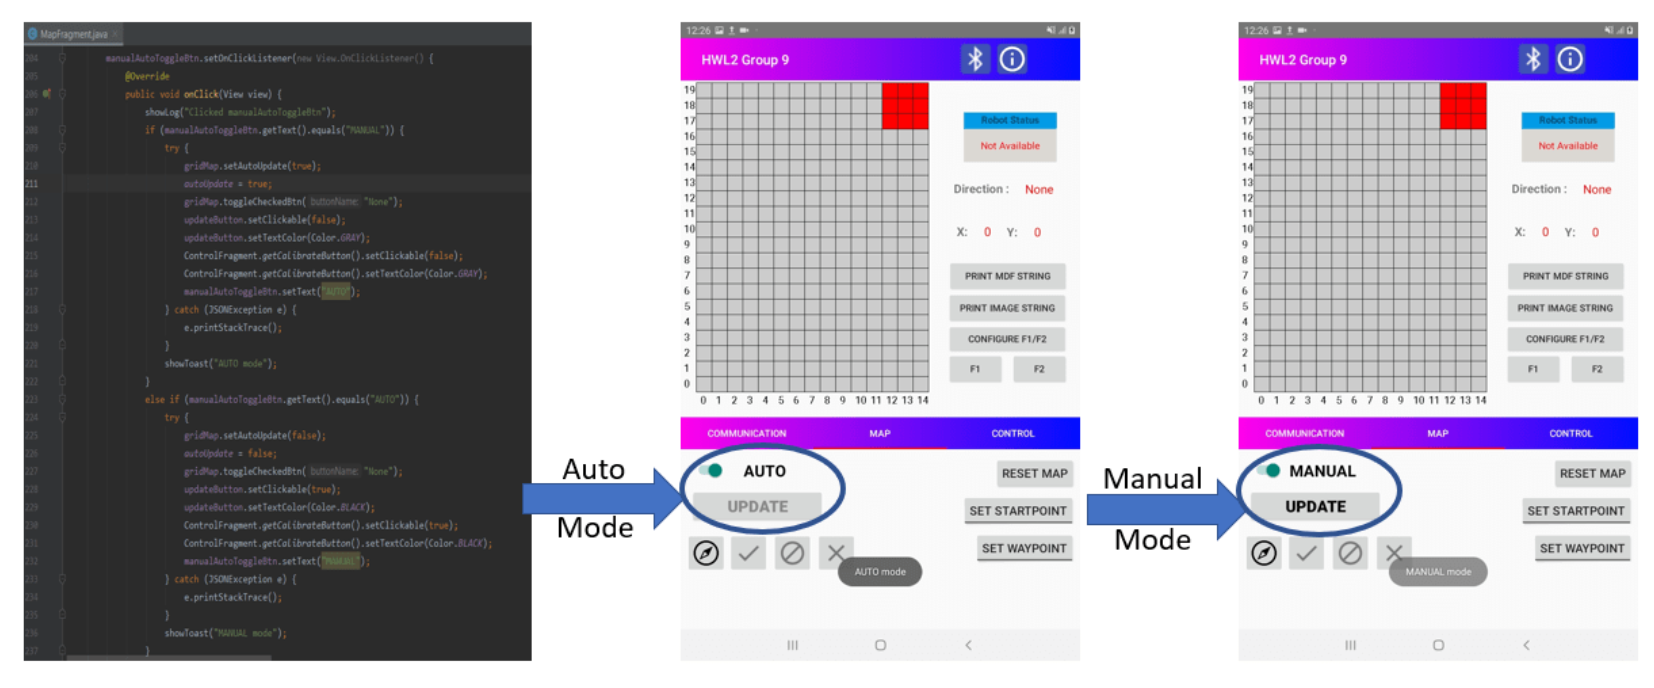 MapFragment.java
204 manualAutoToggleBtn.setOnClickListener(new View.OnClickListener() {
205 @Override
206 public void onClick(View view) {
207 showLog("Clicked manualAutoToggleBtn");
208 if (manualAutoToggleBtn.getText().equals("MANUAL")) {
209 try {
210 gridMap.setAutoUpdate(true);
211 autoUpdate = true;
212 gridMap.toggleCheckedBtn( buttonName: "None");
213 updateButton.setClickable(false);
214 updateButton.setTextColor(Color.GRAY);
215 ControlFragment.getCalibrateButton().setClickable(false);
216 ControlFragment.getCalibrateButton().setTextColor(Color.GRAY);
217 manualAutoToggleBtn.setText("AUTO");
218 } catch (JSONException e) {
219 e.printStackTrace();
220 }
221 showToast("AUTO mode");
222 }
223 else if (manualAutoToggleBtn.getText().equals("AUTO")) {
224 try {
225 gridMap.setAutoUpdate(false);
226 autoUpdate = false;
227 gridMap.toggleCheckedBtn( buttonName: "None");
228 updateButton.setClickable(true);
229 updateButton.setTextColor(Color.BLACK);
230 ControlFragment.getCalibrateButton().setClickable(true);
231 ControlFragment.getCalibrateButton().setTextColor(Color.BLACK);
232 manualAutoToggleBtn.setText("MANUAL");
233 } catch (JSONException e) {
234 e.printStackTrace();
235 }
236 showToast("MANUAL mode");
237 }
Auto
Mode
12:26
HWL2 Group 9
19
18
17
16
15
14
13
12
11
10
9
8
7
6
5
4
3
2
1
0
0 1 2 3 4 5 6 7 8 9 10 11 12 13 14
Robot Status
Not Available
Direction : None
X: 0 Y: 0
PRINT MDF STRING
PRINT IMAGE STRING
CONFIGURE F1/F2
F1 F2
COMMUNICATION MAP CONTROL
AUTO RESET MAP
UPDATE SET STARTPOINT
SET WAYPOINT
AUTO mode
Manual
Mode
12:26
HWL2 Group 9
19
18
17
16
15
14
13
12
11
10
9
8
7
6
5
4
3
2
1
0
0 1 2 3 4 5 6 7 8 9 10 11 12 13 14
Robot Status
Not Available
Direction : None
X: 0 Y: 0
PRINT MDF STRING
PRINT IMAGE STRING
CONFIGURE F1/F2
F1 F2
COMMUNICATION MAP CONTROL
MANUAL RESET MAP
UPDATE SET STARTPOINT
SET WAYPOINT
MANUAL mode